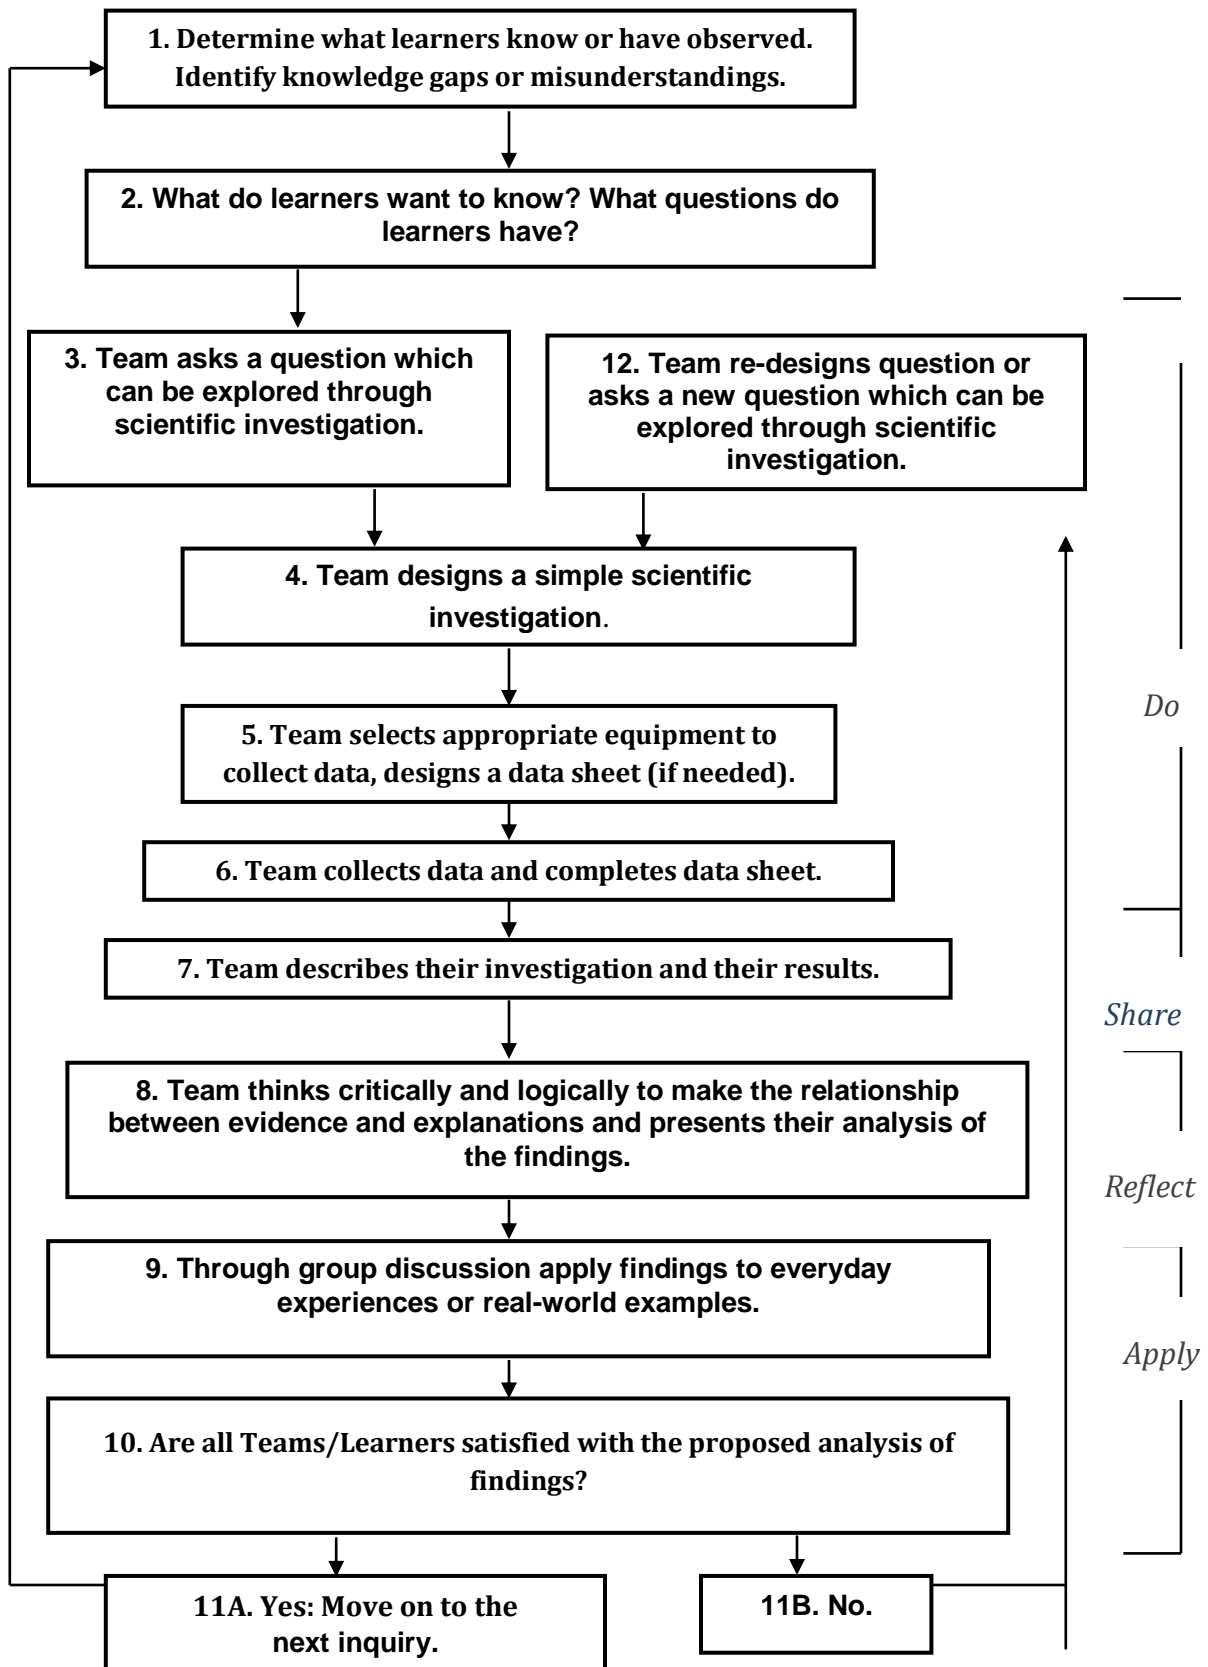 1. Determine what learners know or have observed.
Identify knowledge gaps or misunderstandings.
2. What do learners want to know? What questions do
learners have?
3. Team asks a question which
can be explored through
scientific investigation.
12. Team re-designs question or
asks a new question which can be
explored through scientific
investigation.
4. Team designs a simple scientific
investigation.
5. Team selects appropriate equipment to
collect data, designs a data sheet (if needed).
Do
6. Team collects data and completes data sheet.
7. Team describes their investigation and their results.
Share
8. Team thinks critically and logically to make the relationship
between evidence and explanations and presents their analysis of
the findings.
Reflect
9. Through group discussion apply findings to everyday
experiences or real-world examples.
Apply
10. Are all Teams/Learners satisfied with the proposed analysis of
findings?
11A. Yes: Move on to the
next inquiry.
11B. No.